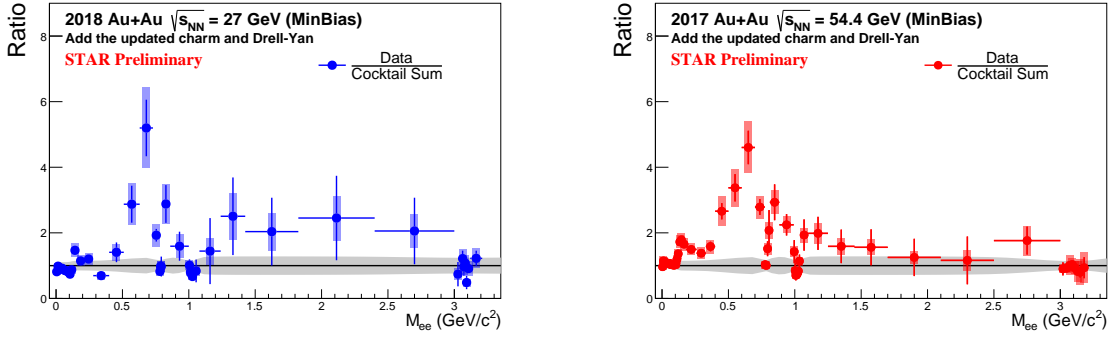 Ratio
2018 Au+Au √sNN = 27 GeV (MinBias)
Add the updated charm and Drell-Yan
STAR Preliminary
Data
Cocktail Sum
8
6
4
2
0
0 0.5 1 1.5 2 2.5 3
Mee (GeV/c²)
Ratio
2017 Au+Au √sNN = 54.4 GeV (MinBias)
Add the updated charm and Drell-Yan
STAR Preliminary
Data
Cocktail Sum
8
6
4
2
0
0 0.5 1 1.5 2 2.5 3
Mee (GeV/c²)